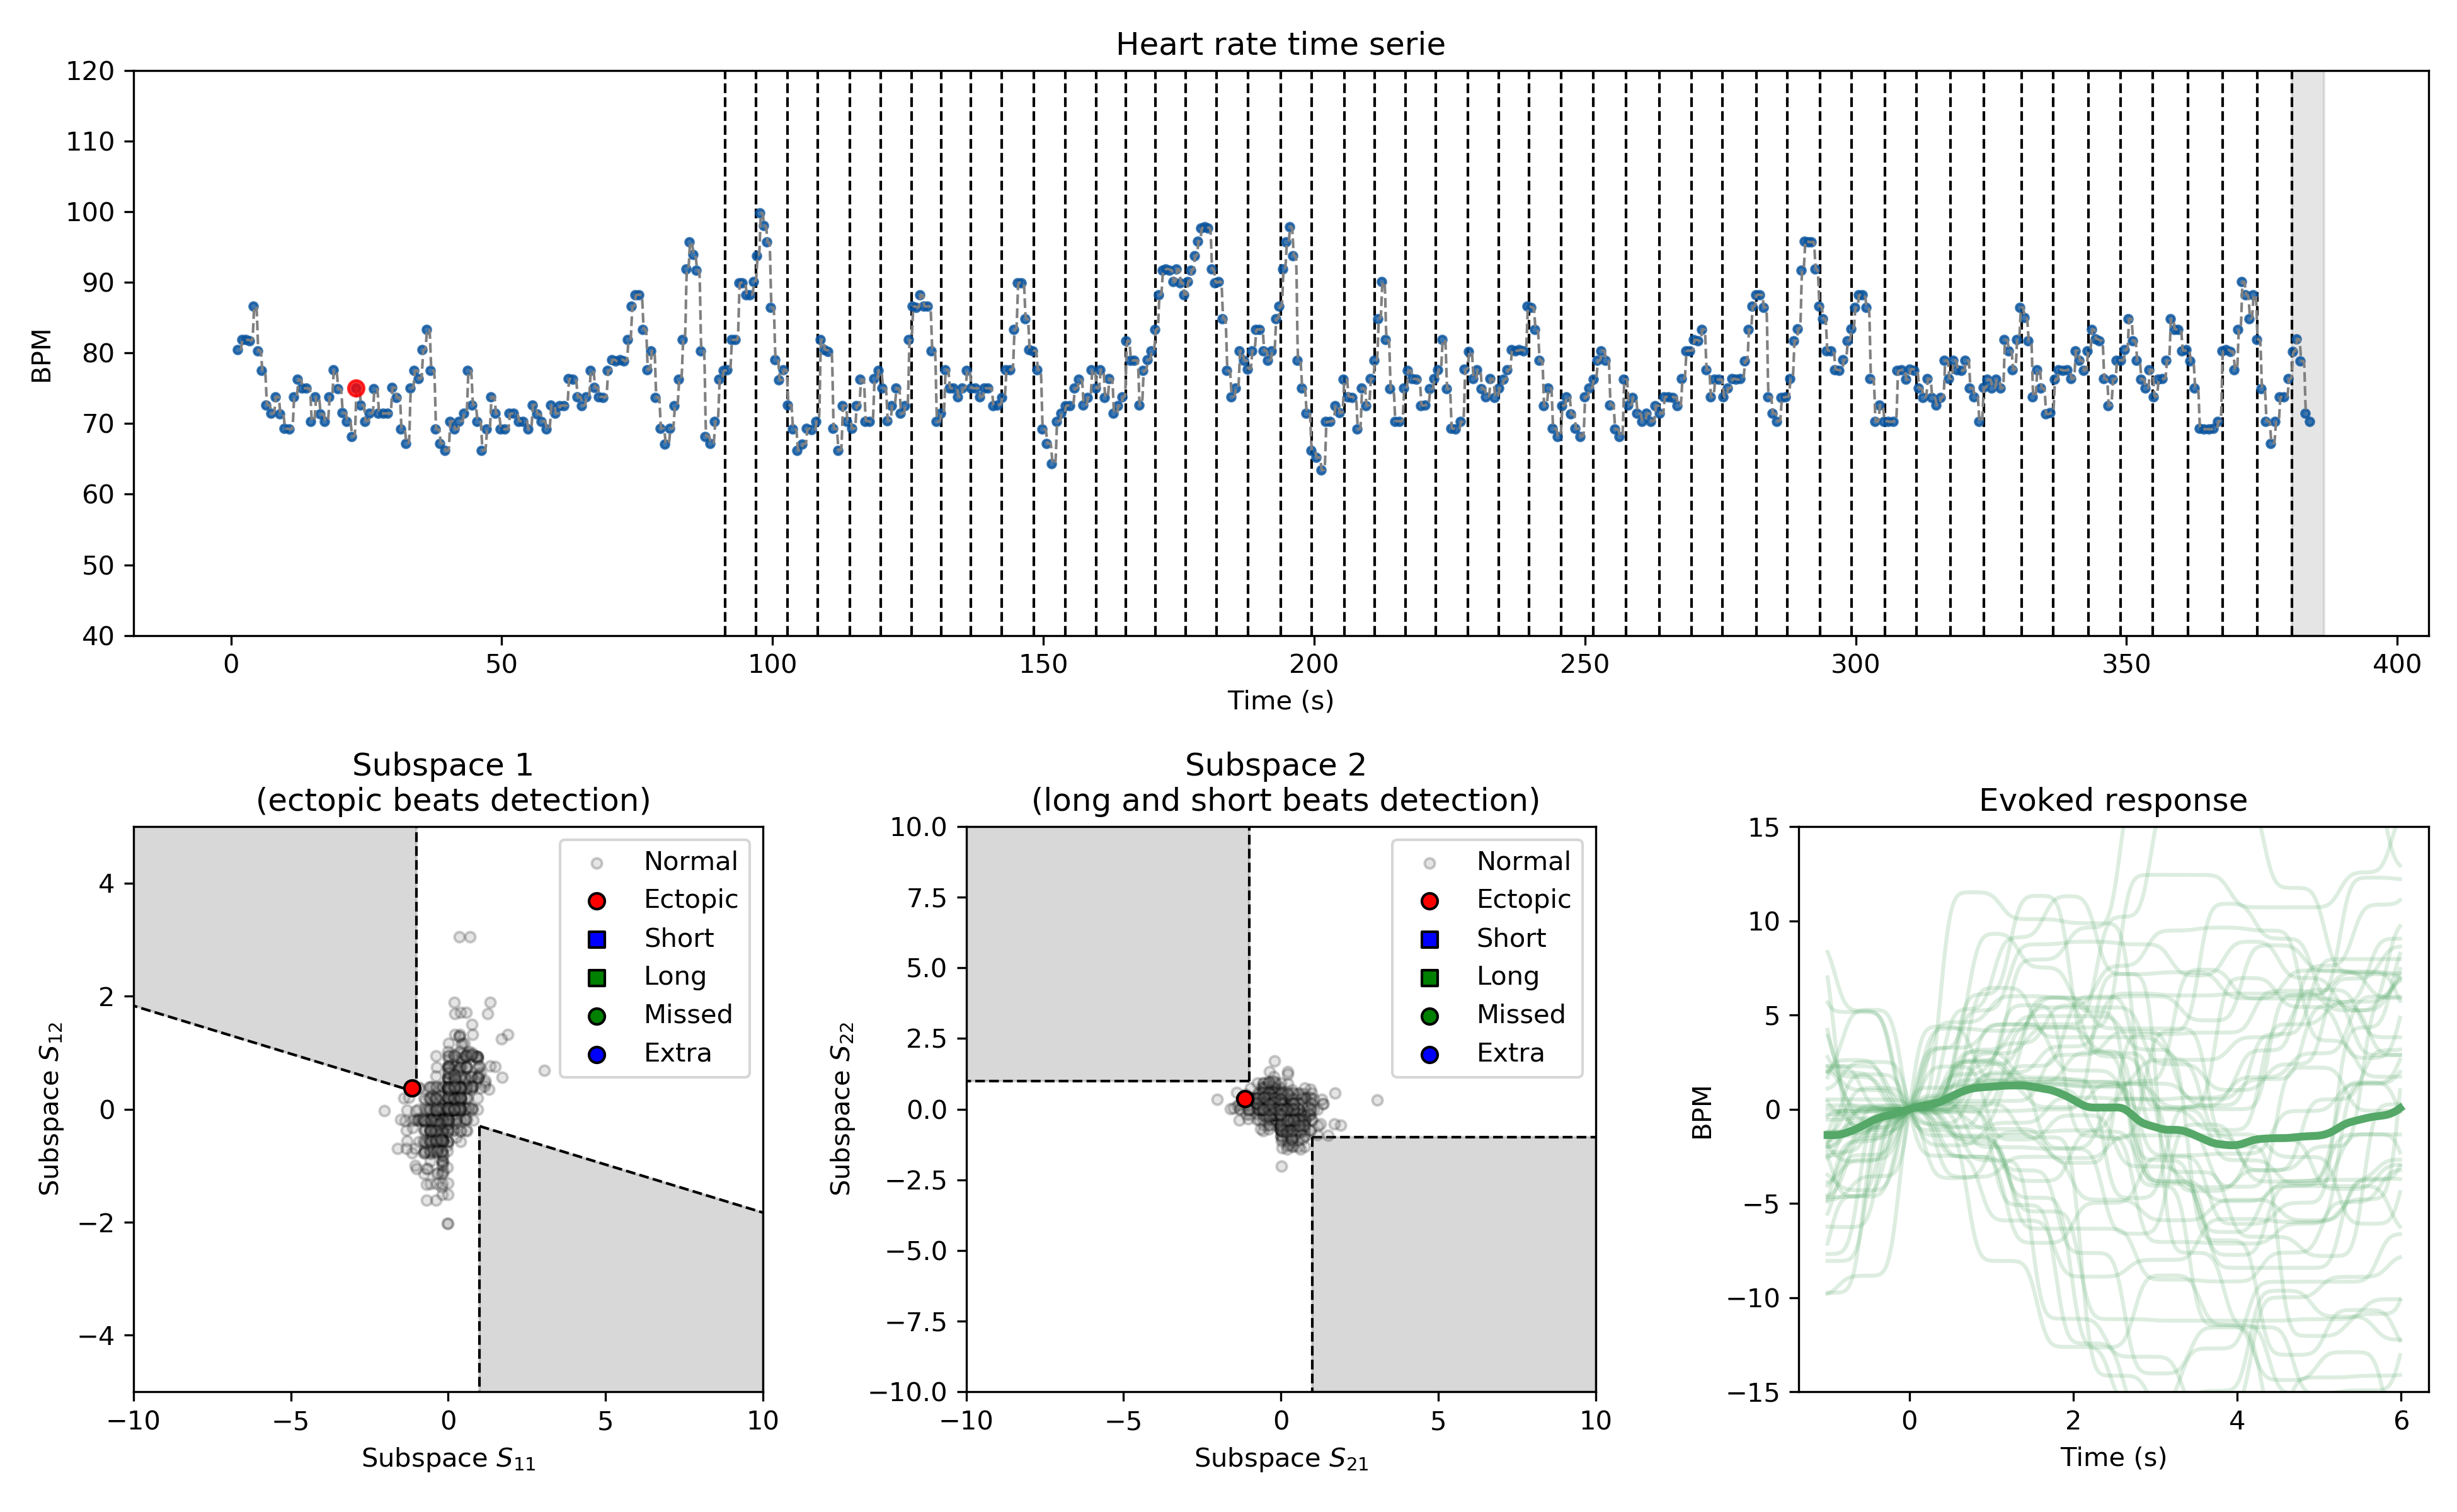 Heart rate time serie
120
110
100
90
80
70
60
50
40
BPM
0 50 100 150 200 250 300 350 400
Time (s)
Subspace 1
(ectopic beats detection)
4
2
0
−2
−4
Subspace S12
−10 −5 0 5 10
Subspace S11
Normal
Ectopic
Short
Long
Missed
Extra
Subspace 2
(long and short beats detection)
10.0
7.5
5.0
2.5
0.0
−2.5
−5.0
−7.5
−10.0
Subspace S22
−10 −5 0 5 10
Subspace S21
Normal
Ectopic
Short
Long
Missed
Extra
Evoked response
15
10
5
0
−5
−10
−15
BPM
0 2 4 6
Time (s)